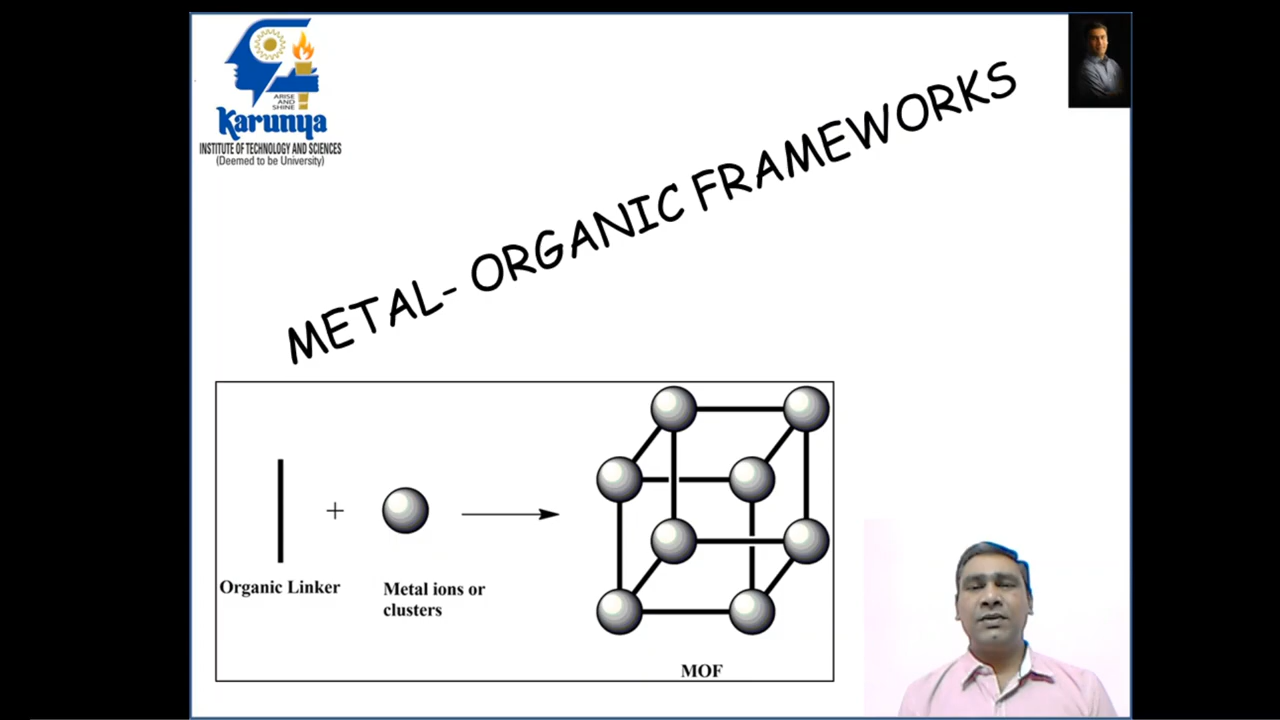 ARISE
AND
SHINE
Karunya
INSTITUTE OF TECHNOLOGY AND SCIENCES
(Deemed to be University)
METAL- ORGANIC FRAMEWORKS
+
Organic Linker
Metal ions or
clusters
MOF